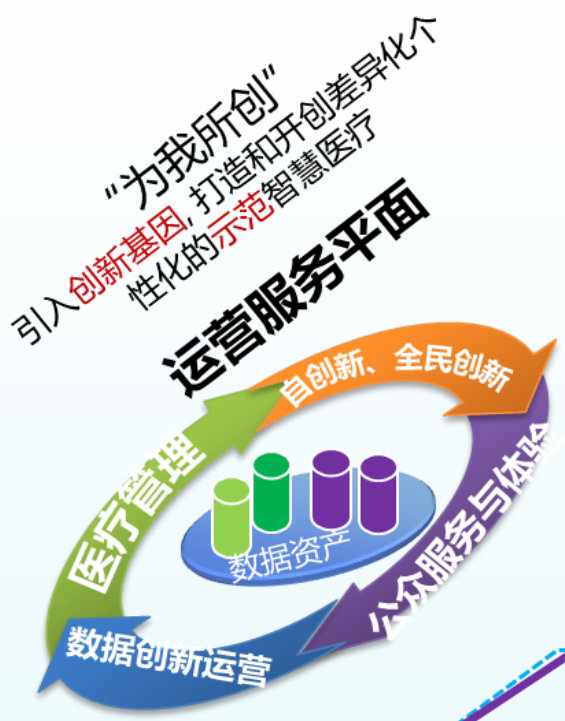 “为我所创”
引入创新基因, 打造和开创差异化个
性化的示范智慧医疗
运营服务平面
自创新、全民创新
医疗管理
公众服务与体验
数据资产
数据创新运营